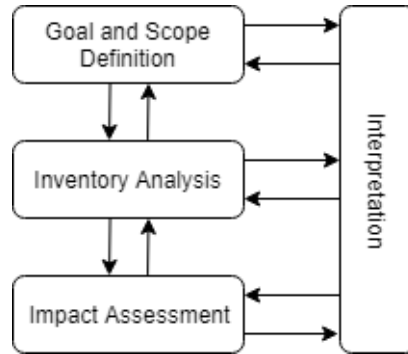 Goal and Scope
Definition
Inventory Analysis
Impact Assessment
Interpretation